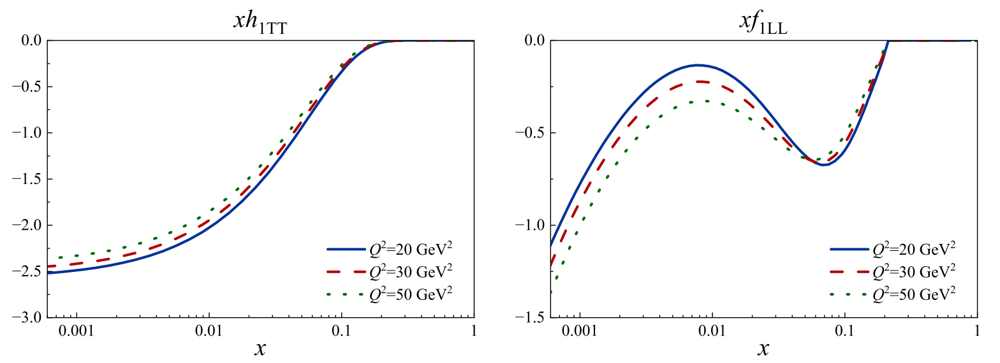 xh1TT
0.0
−0.5
−1.0
−1.5
−2.0
−2.5
−3.0
Q²=20 GeV²
Q²=30 GeV²
Q²=50 GeV²
0.001 0.01 0.1 1
x
xf1LL
0.0
−0.5
−1.0
−1.5
Q²=20 GeV²
Q²=30 GeV²
Q²=50 GeV²
0.001 0.01 0.1 1
x